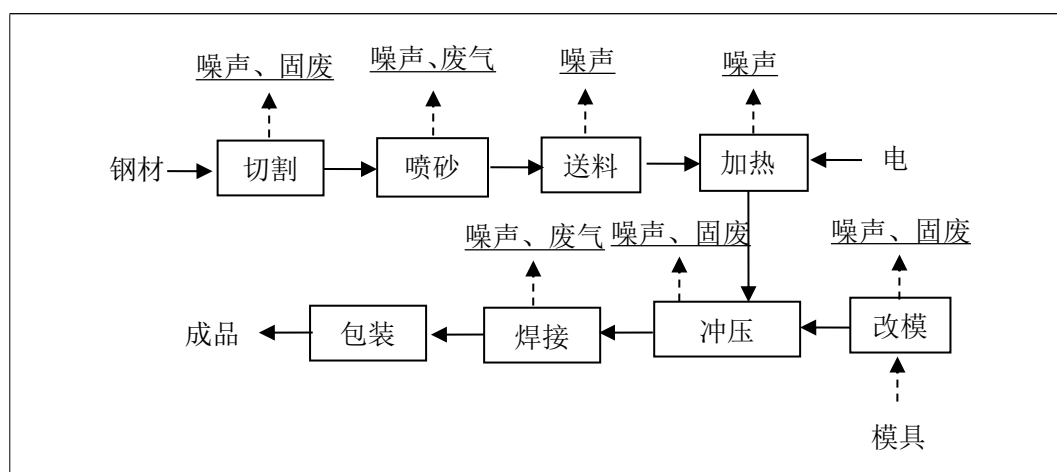 噪声、固废
噪声、废气
噪声
噪声
钢材
切割
喷砂
送料
加热
电
噪声、废气
噪声、固废
噪声、固废
成品
包装
焊接
冲压
改模
模具